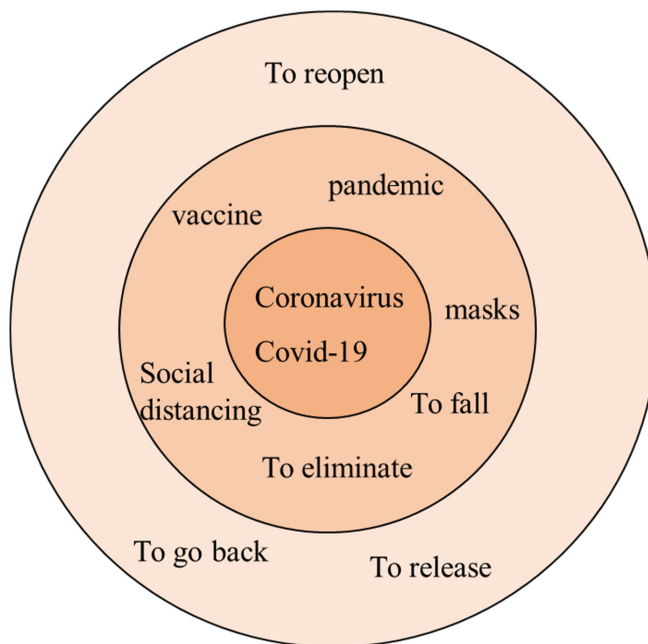 To reopen
pandemic
vaccine
Coronavirus
masks
Covid-19
Social
distancing
To fall
To eliminate
To go back
To release